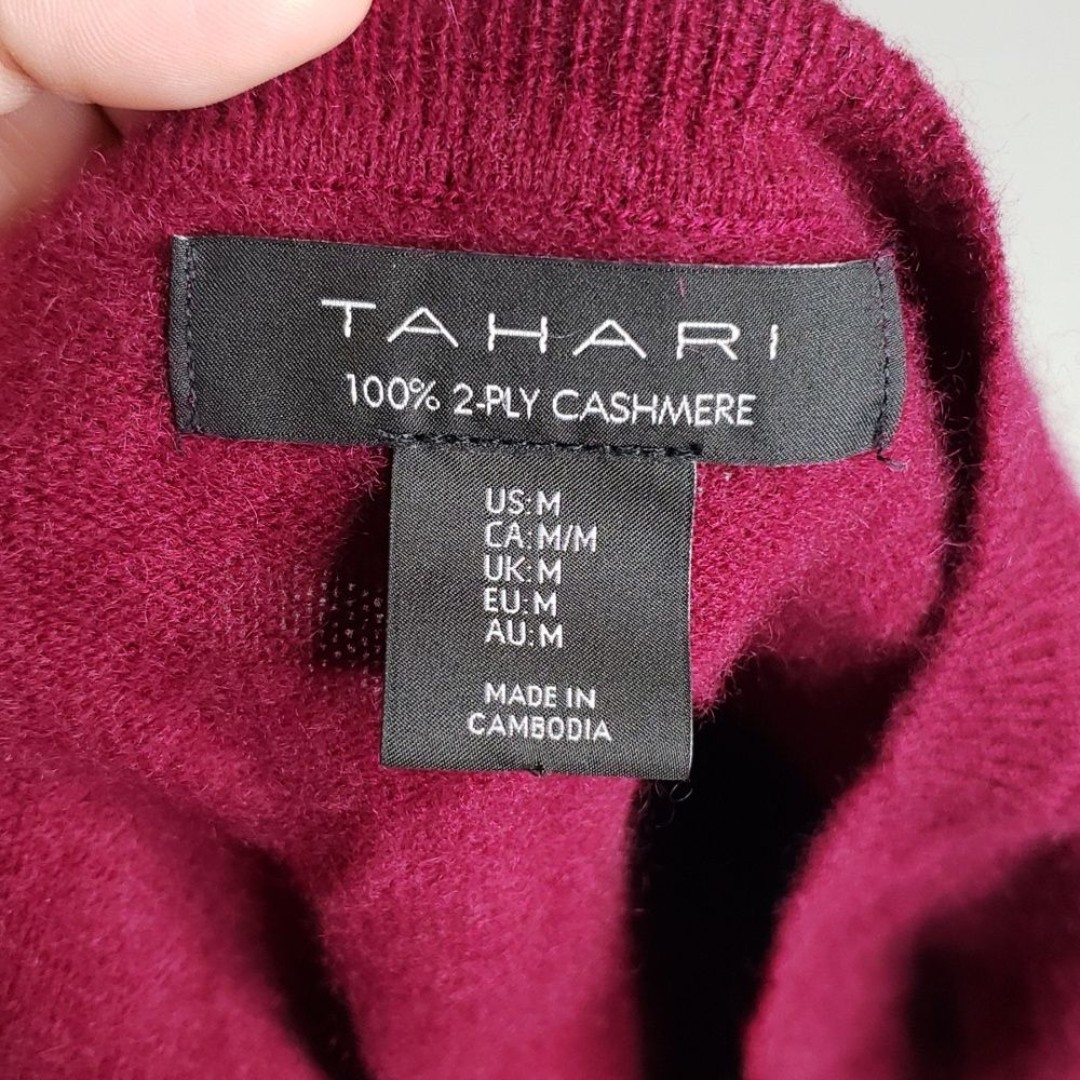 TAHARI
100% 2-PLY CASHMERE
US: M
CA: M/M
UK: M
EU: M
AU: M
MADE IN
CAMBODIA